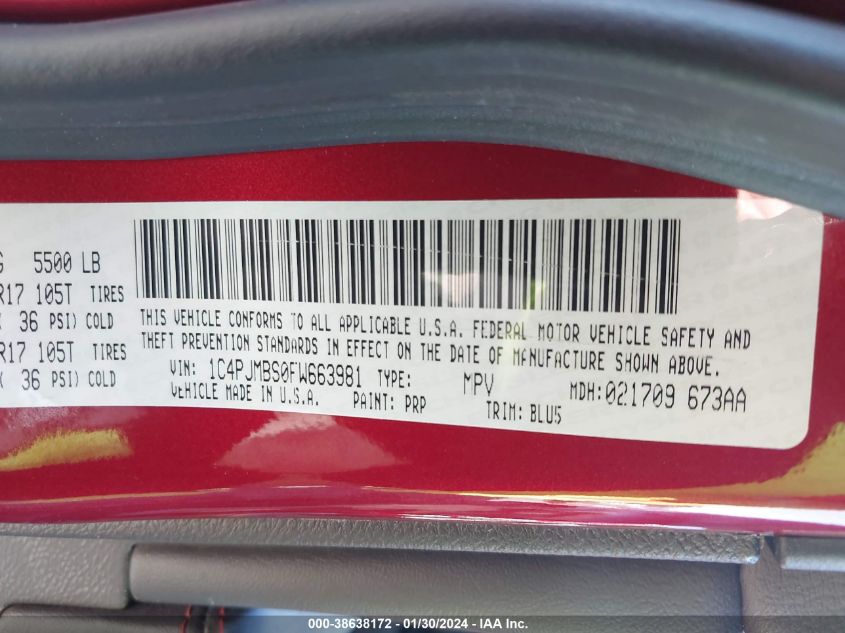 G 5500 LB
R17 105T TIRES
( 36 PSI) COLD
R17 105T TIRES
( 36 PSI) COLD
THIS VEHICLE CONFORMS TO ALL APPLICABLE U.S.A. FEDERAL MOTOR VEHICLE SAFETY AND
THEFT PREVENTION STANDARDS IN EFFECT ON THE DATE OF MANUFACTURE SHOWN ABOVE.
VIN: 1C4PJMBS0FW663981 TYPE: MPV MDH:021709 673AA
VEHICLE MADE IN U.S.A. PAINT: PRP TRIM: BLU5
000-38638172 - 01/30/2024 - IAA Inc.